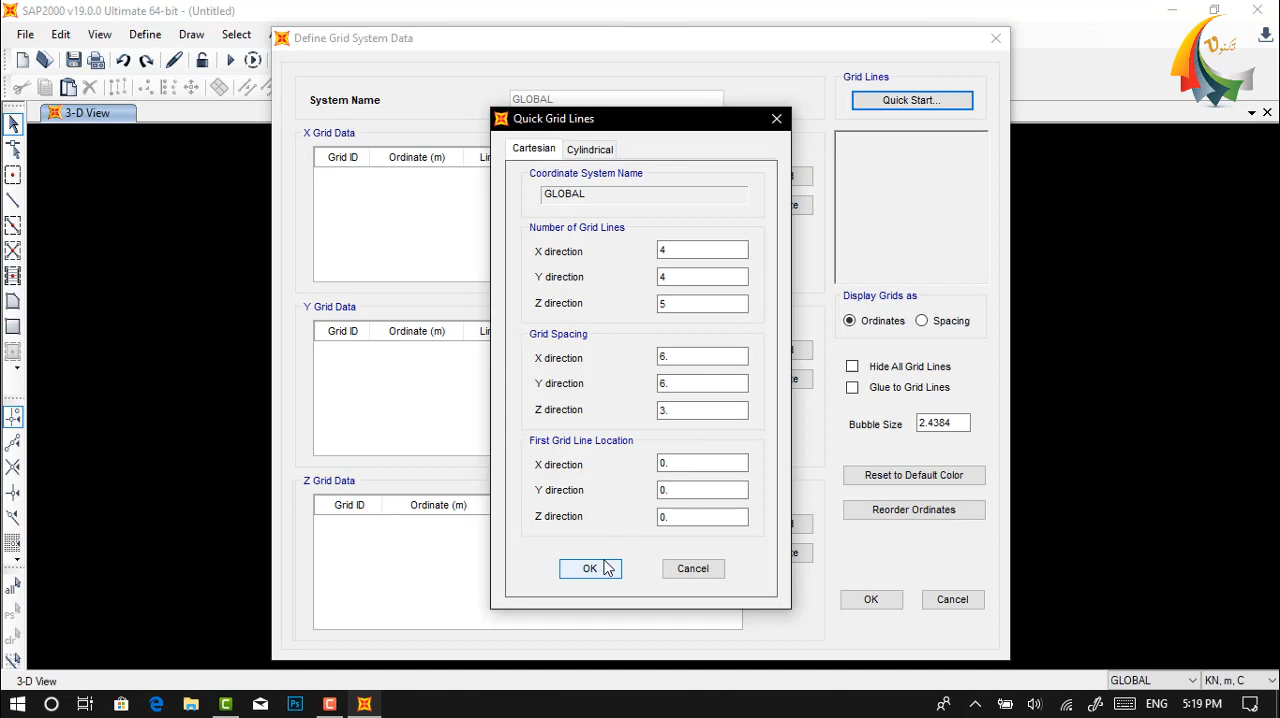 SAP2000 v19.0.0 Ultimate 64-bit - (Untitled)
File Edit View Define Draw Select
3-D View
Define Grid System Data
System Name GLOBAL
X Grid Data
Grid ID Ordinate (m)
Y Grid Data
Grid ID Ordinate (m)
Z Grid Data
Grid ID Ordinate (m)
Quick Grid Lines
Cartesian Cylindrical
Coordinate System Name
GLOBAL
Number of Grid Lines
X direction 4
Y direction 4
Z direction 5
Grid Spacing
X direction 6.
Y direction 6.
Z direction 3.
First Grid Line Location
X direction 0.
Y direction 0.
Z direction 0.
OK Cancel
Grid Lines
Quick Start...
Display Grids as
Ordinates Spacing
Hide All Grid Lines
Glue to Grid Lines
Bubble Size 2.4384
Reset to Default Color
Reorder Ordinates
OK Cancel
all
3-D View GLOBAL KN, m, C
ENG 5:19 PM